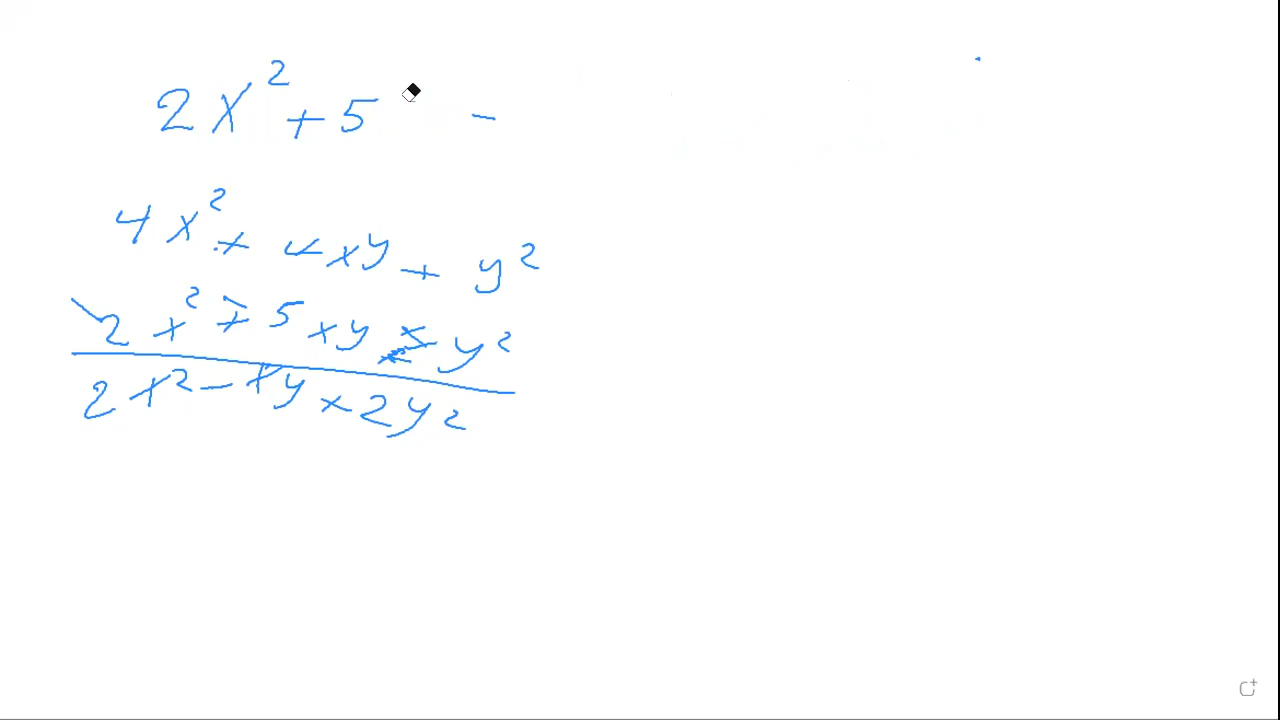 2x² + 5 -
4x² + 4xy + y²
2x² ∓ 5xy y²
2x² - xy + 2y²